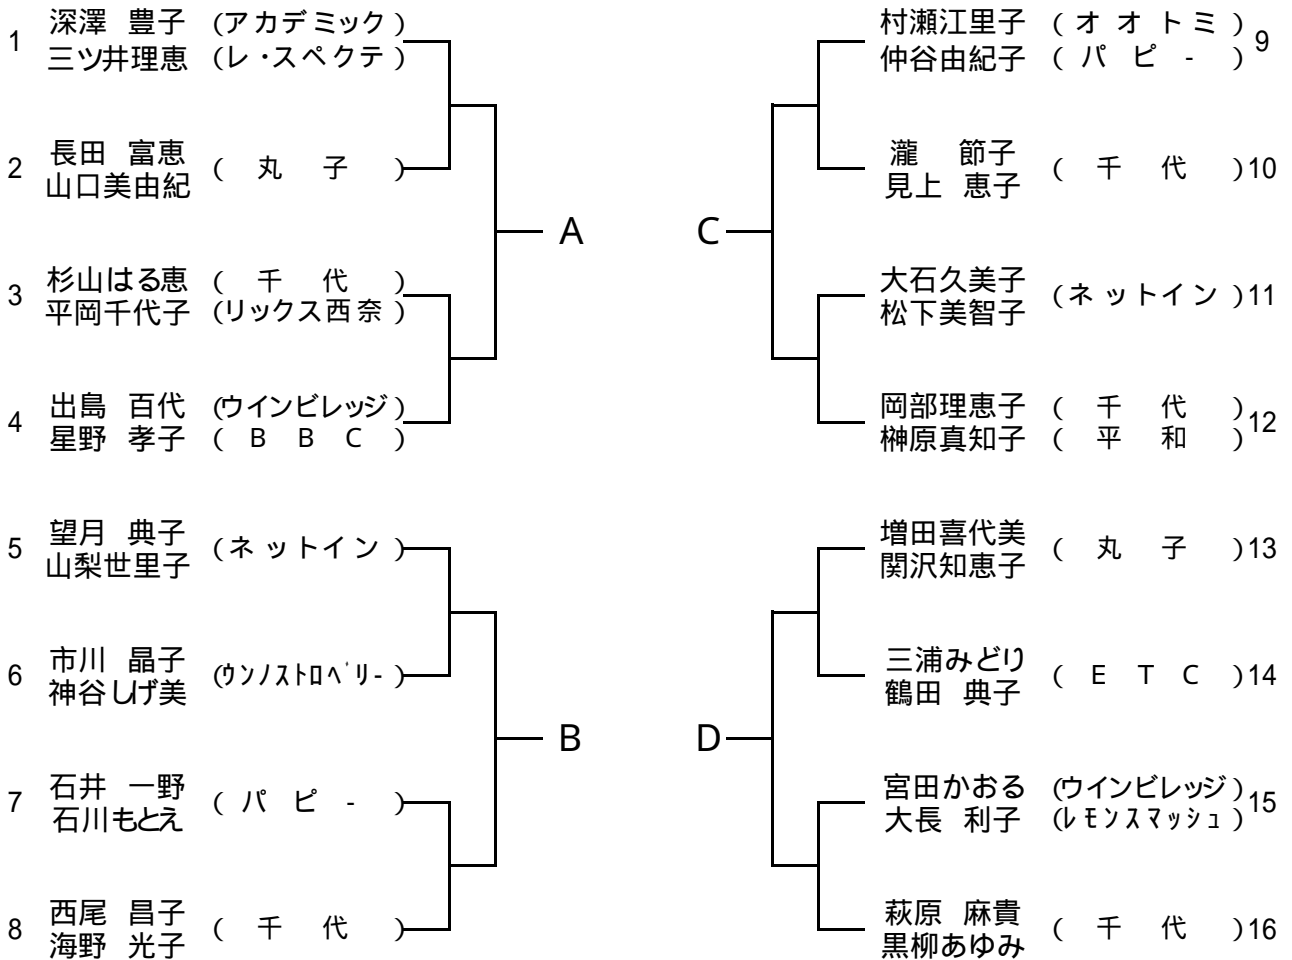 1 深澤 豊子 (アカデミック)
三ツ井理恵 (レ・スペクテ)
2 長田 富恵 (丸子)
山口美由紀
3 杉山はる恵 (千代)
平岡千代子 (リックス西奈)
4 出島 百代 (ウインビレッジ)
星野 孝子 (BBC)
A
5 望月 典子 (ネットイン)
山梨世里子
6 市川 晶子 (ウンノストロベリー)
神谷しげ美
7 石井 一野 (パピ-)
石川もとえ
8 西尾 昌子 (千代)
海野 光子
B
村瀬江里子 (オオトミ) 9
仲谷由紀子 (パピ-)
瀧 節子 (千代) 10
見上 恵子
大石久美子 (ネットイン) 11
松下美智子
岡部理恵子 (千代) 12
榊原真知子 (平和)
C
増田喜代美 (丸子) 13
関沢知恵子
三浦みどり (ETC) 14
鶴田 典子
宮田かおる (ウインビレッジ) 15
大長 利子 (レモンスマッシュ)
萩原 麻貴 (千代) 16
黒柳あゆみ
D